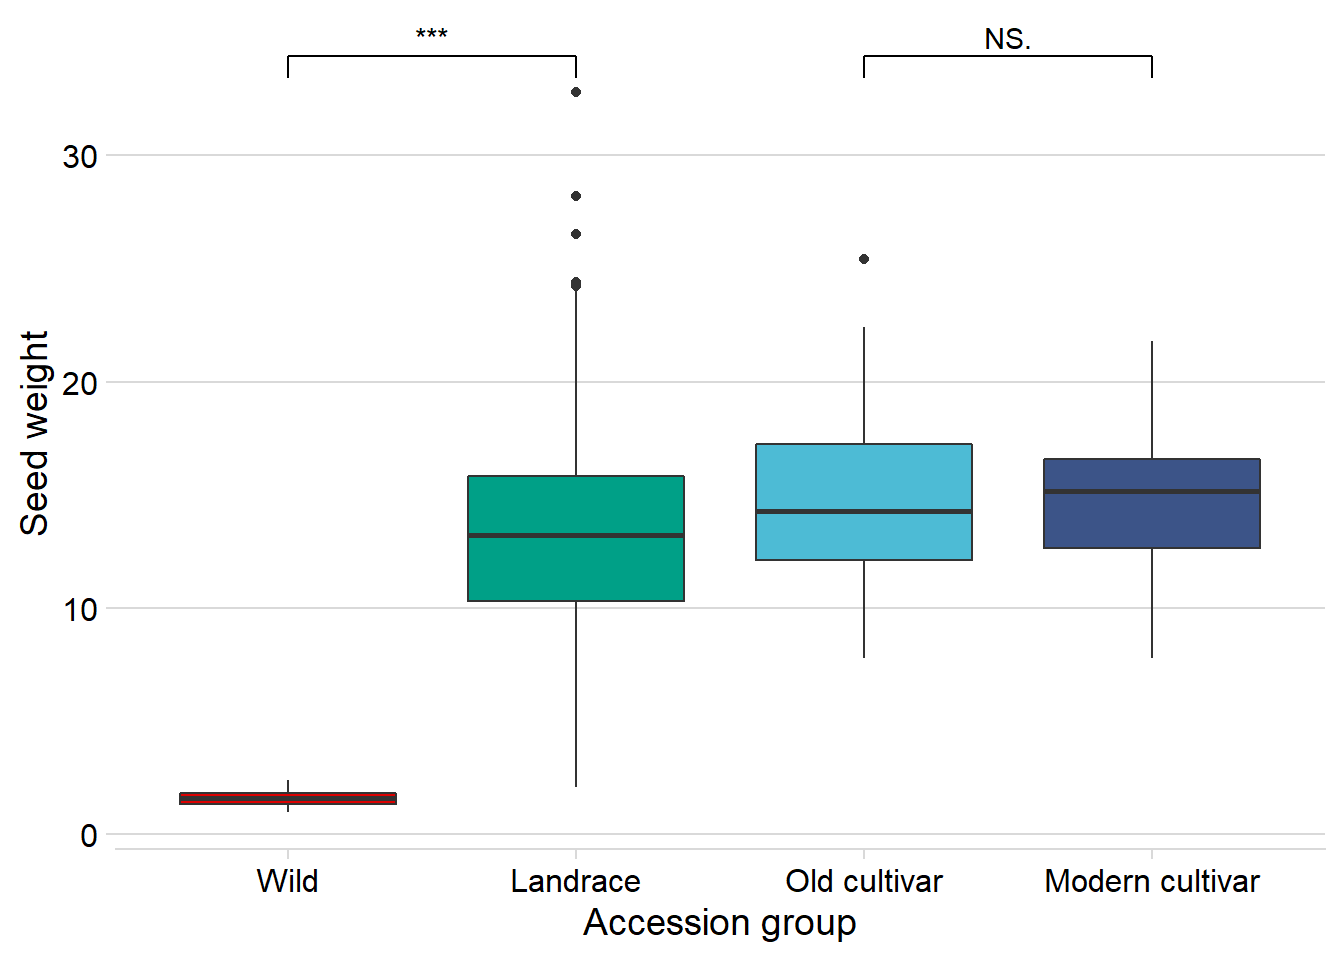 ***
NS.
30
20
10
0
Seed weight
Wild
Landrace
Old cultivar
Modern cultivar
Accession group